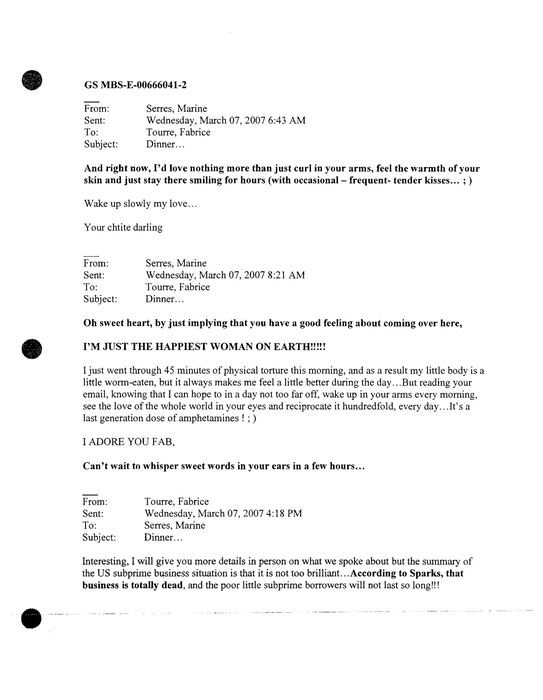 GS MBS-E-00666041-2
From: Serres, Marine
Sent: Wednesday, March 07, 2007 6:43 AM
To: Tourre, Fabrice
Subject: Dinner…
And right now, I'd love nothing more than just curl in your arms, feel the warmth of your
skin and just stay there smiling for hours (with occasional – frequent- tender kisses… ; )
Wake up slowly my love…
Your chtite darling
From: Serres, Marine
Sent: Wednesday, March 07, 2007 8:21 AM
To: Tourre, Fabrice
Subject: Dinner…
Oh sweet heart, by just implying that you have a good feeling about coming over here,
I'M JUST THE HAPPIEST WOMAN ON EARTH!!!!!
I just went through 45 minutes of physical torture this morning, and as a result my little body is a
little worm-eaten, but it always makes me feel a little better during the day…But reading your
email, knowing that I can hope to in a day not too far off, wake up in your arms every morning,
see the love of the whole world in your eyes and reciprocate it hundredfold, every day…It's a
last generation dose of amphetamines ! ; )
I ADORE YOU FAB,
Can't wait to whisper sweet words in your ears in a few hours…
From: Tourre, Fabrice
Sent: Wednesday, March 07, 2007 4:18 PM
To: Serres, Marine
Subject: Dinner…
Interesting, I will give you more details in person on what we spoke about but the summary of
the US subprime business situation is that it is not too brilliant…According to Sparks, that
business is totally dead, and the poor little subprime borrowers will not last so long!!!